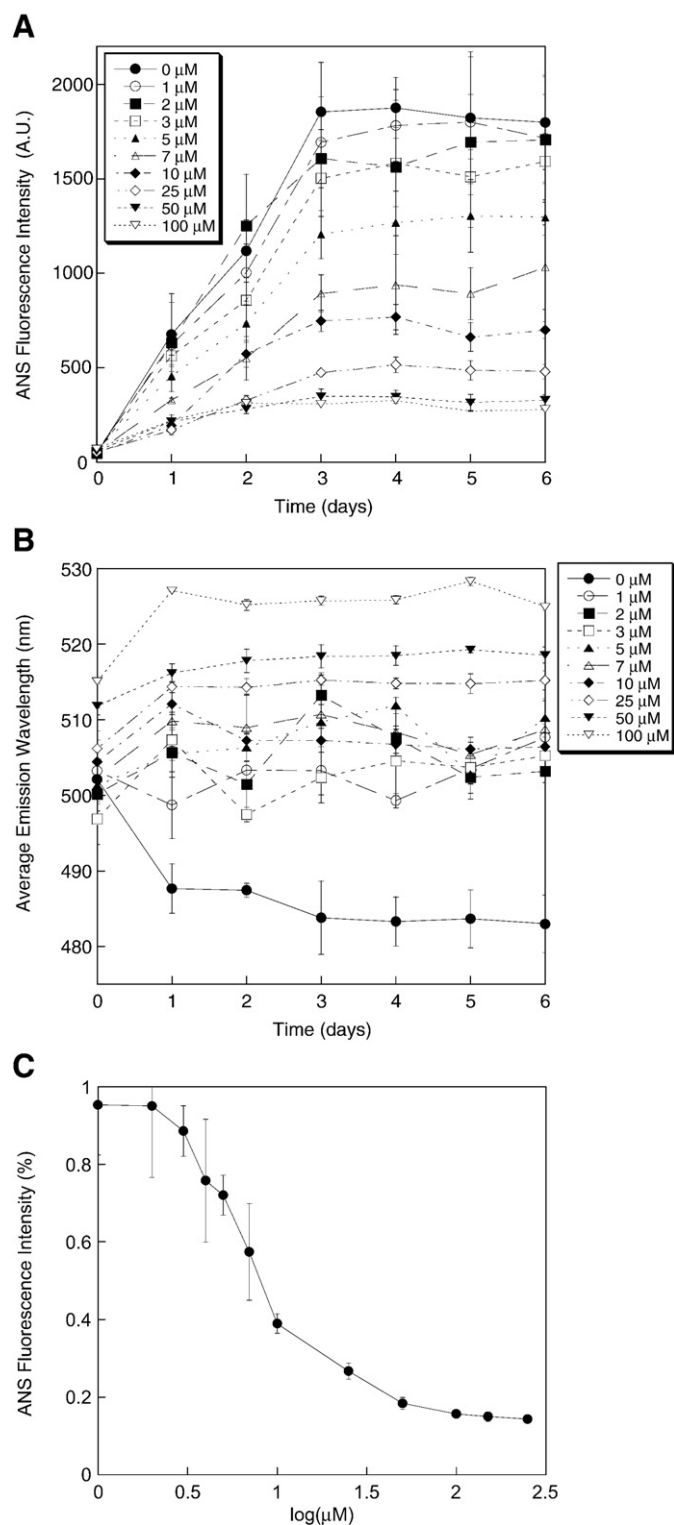 A
ANS Fluorescence Intensity (A.U.)
2000
1500
1000
500
0
0 μM
1 μM
2 μM
3 μM
5 μM
7 μM
10 μM
25 μM
50 μM
100 μM
0 1 2 3 4 5 6
Time (days)
B
Average Emission Wavelength (nm)
530
520
510
500
490
480
0 μM
1 μM
2 μM
3 μM
5 μM
7 μM
10 μM
25 μM
50 μM
100 μM
0 1 2 3 4 5 6
Time (days)
C
ANS Fluorescence Intensity (%)
1
0.8
0.6
0.4
0.2
0
0 0.5 1 1.5 2 2.5
log(μM)